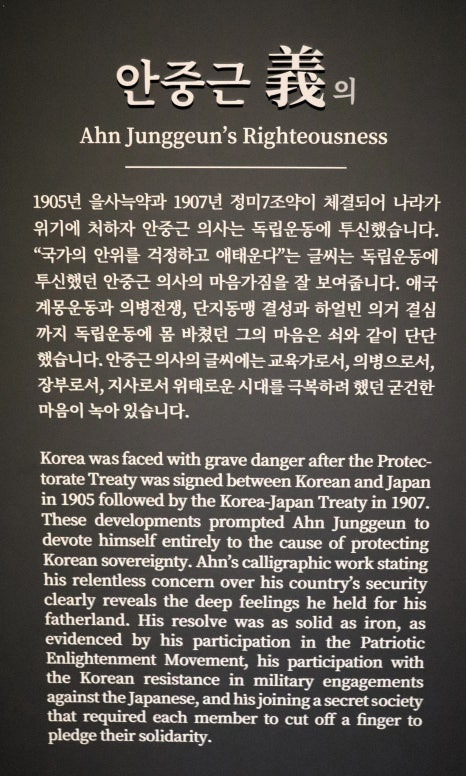 안중근 義의
Ahn Junggeun's Righteousness
1905년 을사늑약과 1907년 정미7조약이 체결되어 나라가
위기에 처하자 안중근 의사는 독립운동에 투신했습니다.
“국가의 안위를 걱정하고 애태운다”는 글씨는 독립운동에
투신했던 안중근 의사의 마음가짐을 잘 보여줍니다. 애국
계몽운동과 의병전쟁, 단지동맹 결성과 하얼빈 의거 결심
까지 독립운동에 몸 바쳤던 그의 마음은 쇠와 같이 단단
했습니다. 안중근 의사의 글씨에는 교육가로서, 의병으로서,
장부로서, 지사로서 위태로운 시대를 극복하려 했던 굳건한
마음이 녹아 있습니다.
Korea was faced with grave danger after the Protec-
torate Treaty was signed between Korean and Japan
in 1905 followed by the Korea-Japan Treaty in 1907.
These developments prompted Ahn Junggeun to
devote himself entirely to the cause of protecting
Korean sovereignty. Ahn's calligraphic work stating
his relentless concern over his country's security
clearly reveals the deep feelings he held for his
fatherland. His resolve was as solid as iron, as
evidenced by his participation in the Patriotic
Enlightenment Movement, his participation with
the Korean resistance in military engagements
against the Japanese, and his joining a secret society
that required each member to cut off a finger to
pledge their solidarity.